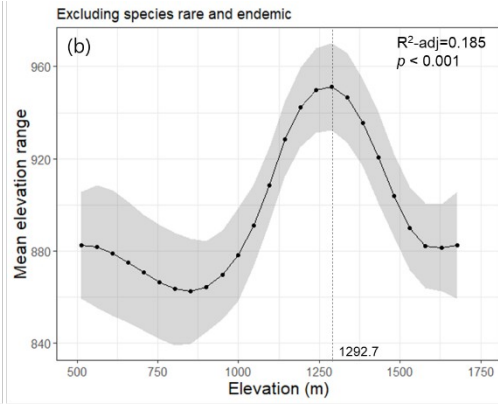 Excluding species rare and endemic
(b)
R²-adj=0.185
p < 0.001
960
920
880
840
Mean elevation range
1292.7
500
750
1000
1250
1500
1750
Elevation (m)